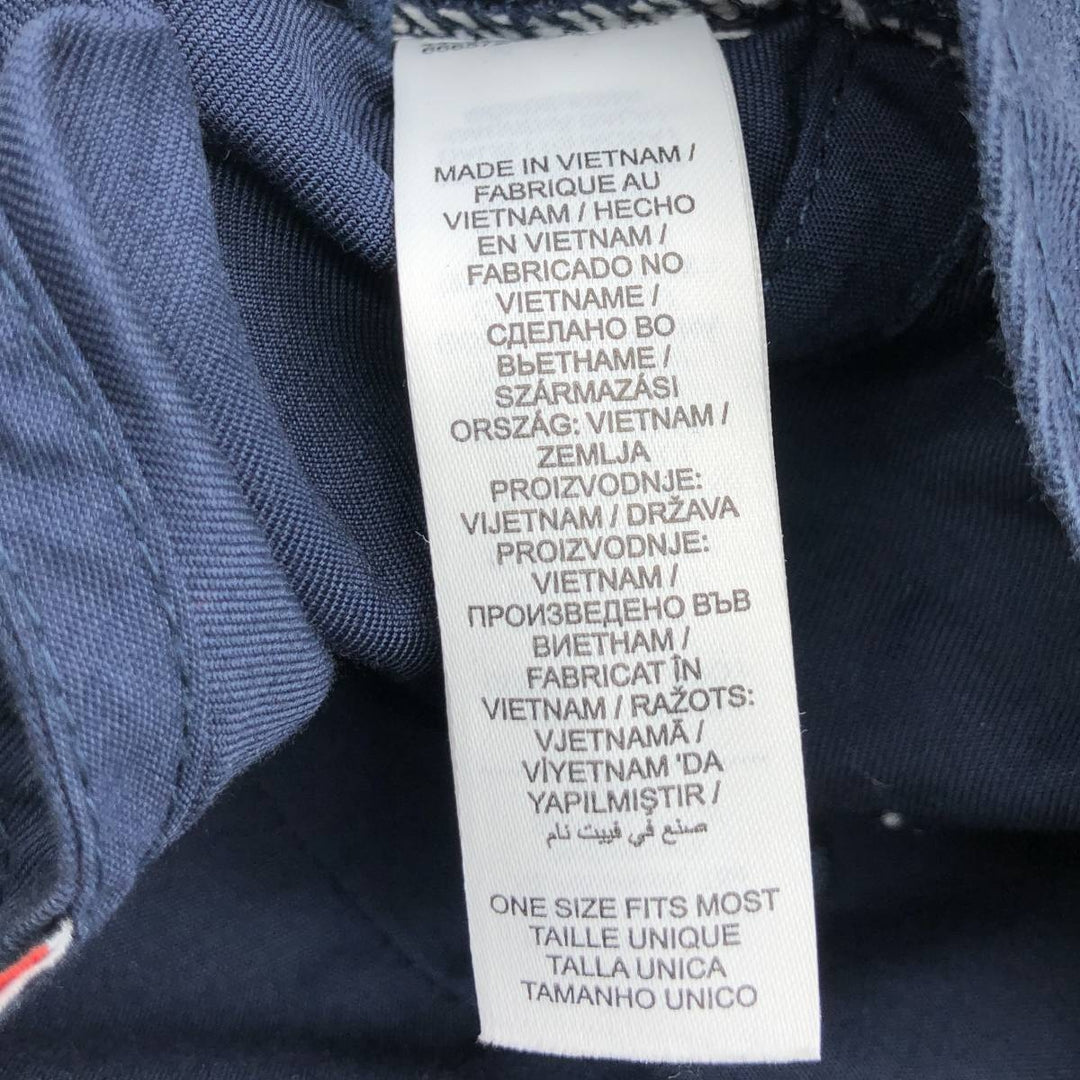 MADE IN VIETNAM /
FABRIQUE AU
VIETNAM / HECHO
EN VIETNAM /
FABRICADO NO
VIETNAME /
СДЕЛАНО ВО
ВЬЕТНАМЕ /
SZÁRMAZÁSI
ORSZÁG: VIETNAM /
ZEMLJA
PROIZVODNJE:
VIJETNAM / DRŽAVA
PROIZVODNJE:
VIETNAM /
ПРОИЗВЕДЕНО ВЪВ
ВИЕТНАМ /
FABRICAT ÎN
VIETNAM / RAŽOTS:
VJETNAMĀ /
VİYETNAM 'DA
YAPILMIŞTIR /
صنع في فييت نام
ONE SIZE FITS MOST
TAILLE UNIQUE
TALLA UNICA
TAMANHO UNICO